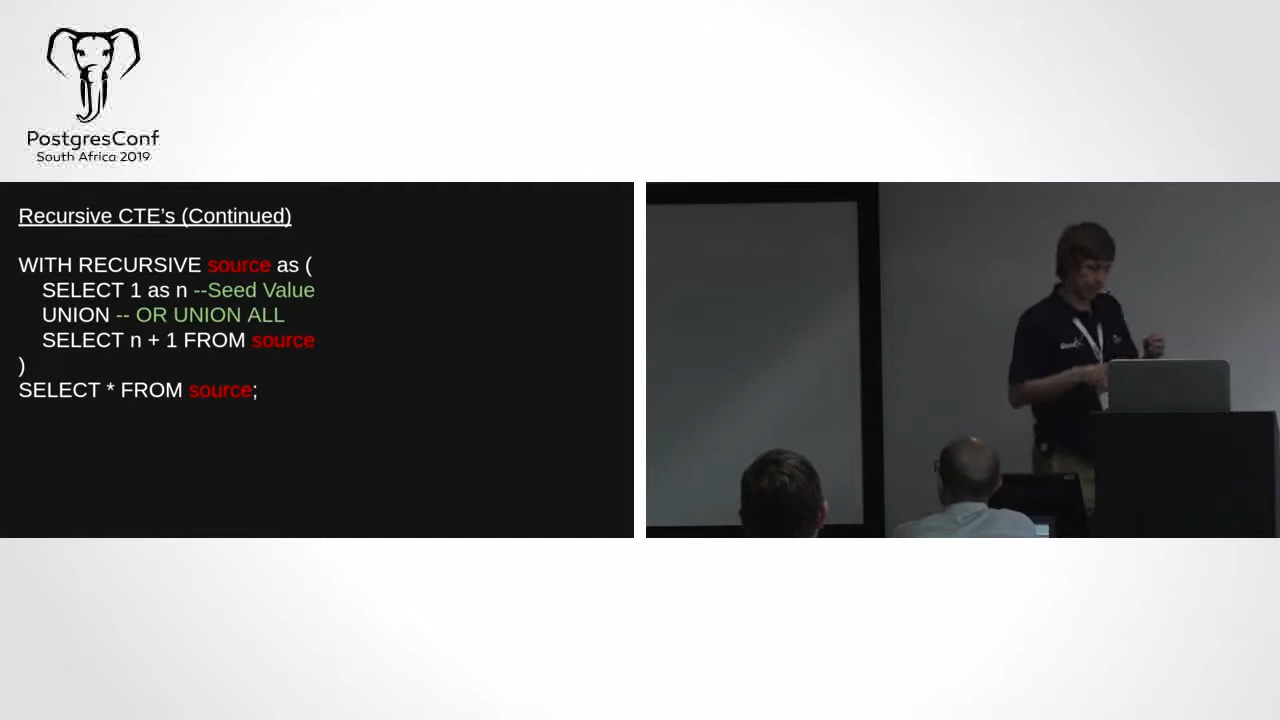 PostgresConf
South Africa 2019
Recursive CTE's (Continued)
WITH RECURSIVE source as (
SELECT 1 as n --Seed Value
UNION -- OR UNION ALL
SELECT n + 1 FROM source
)
SELECT * FROM source;